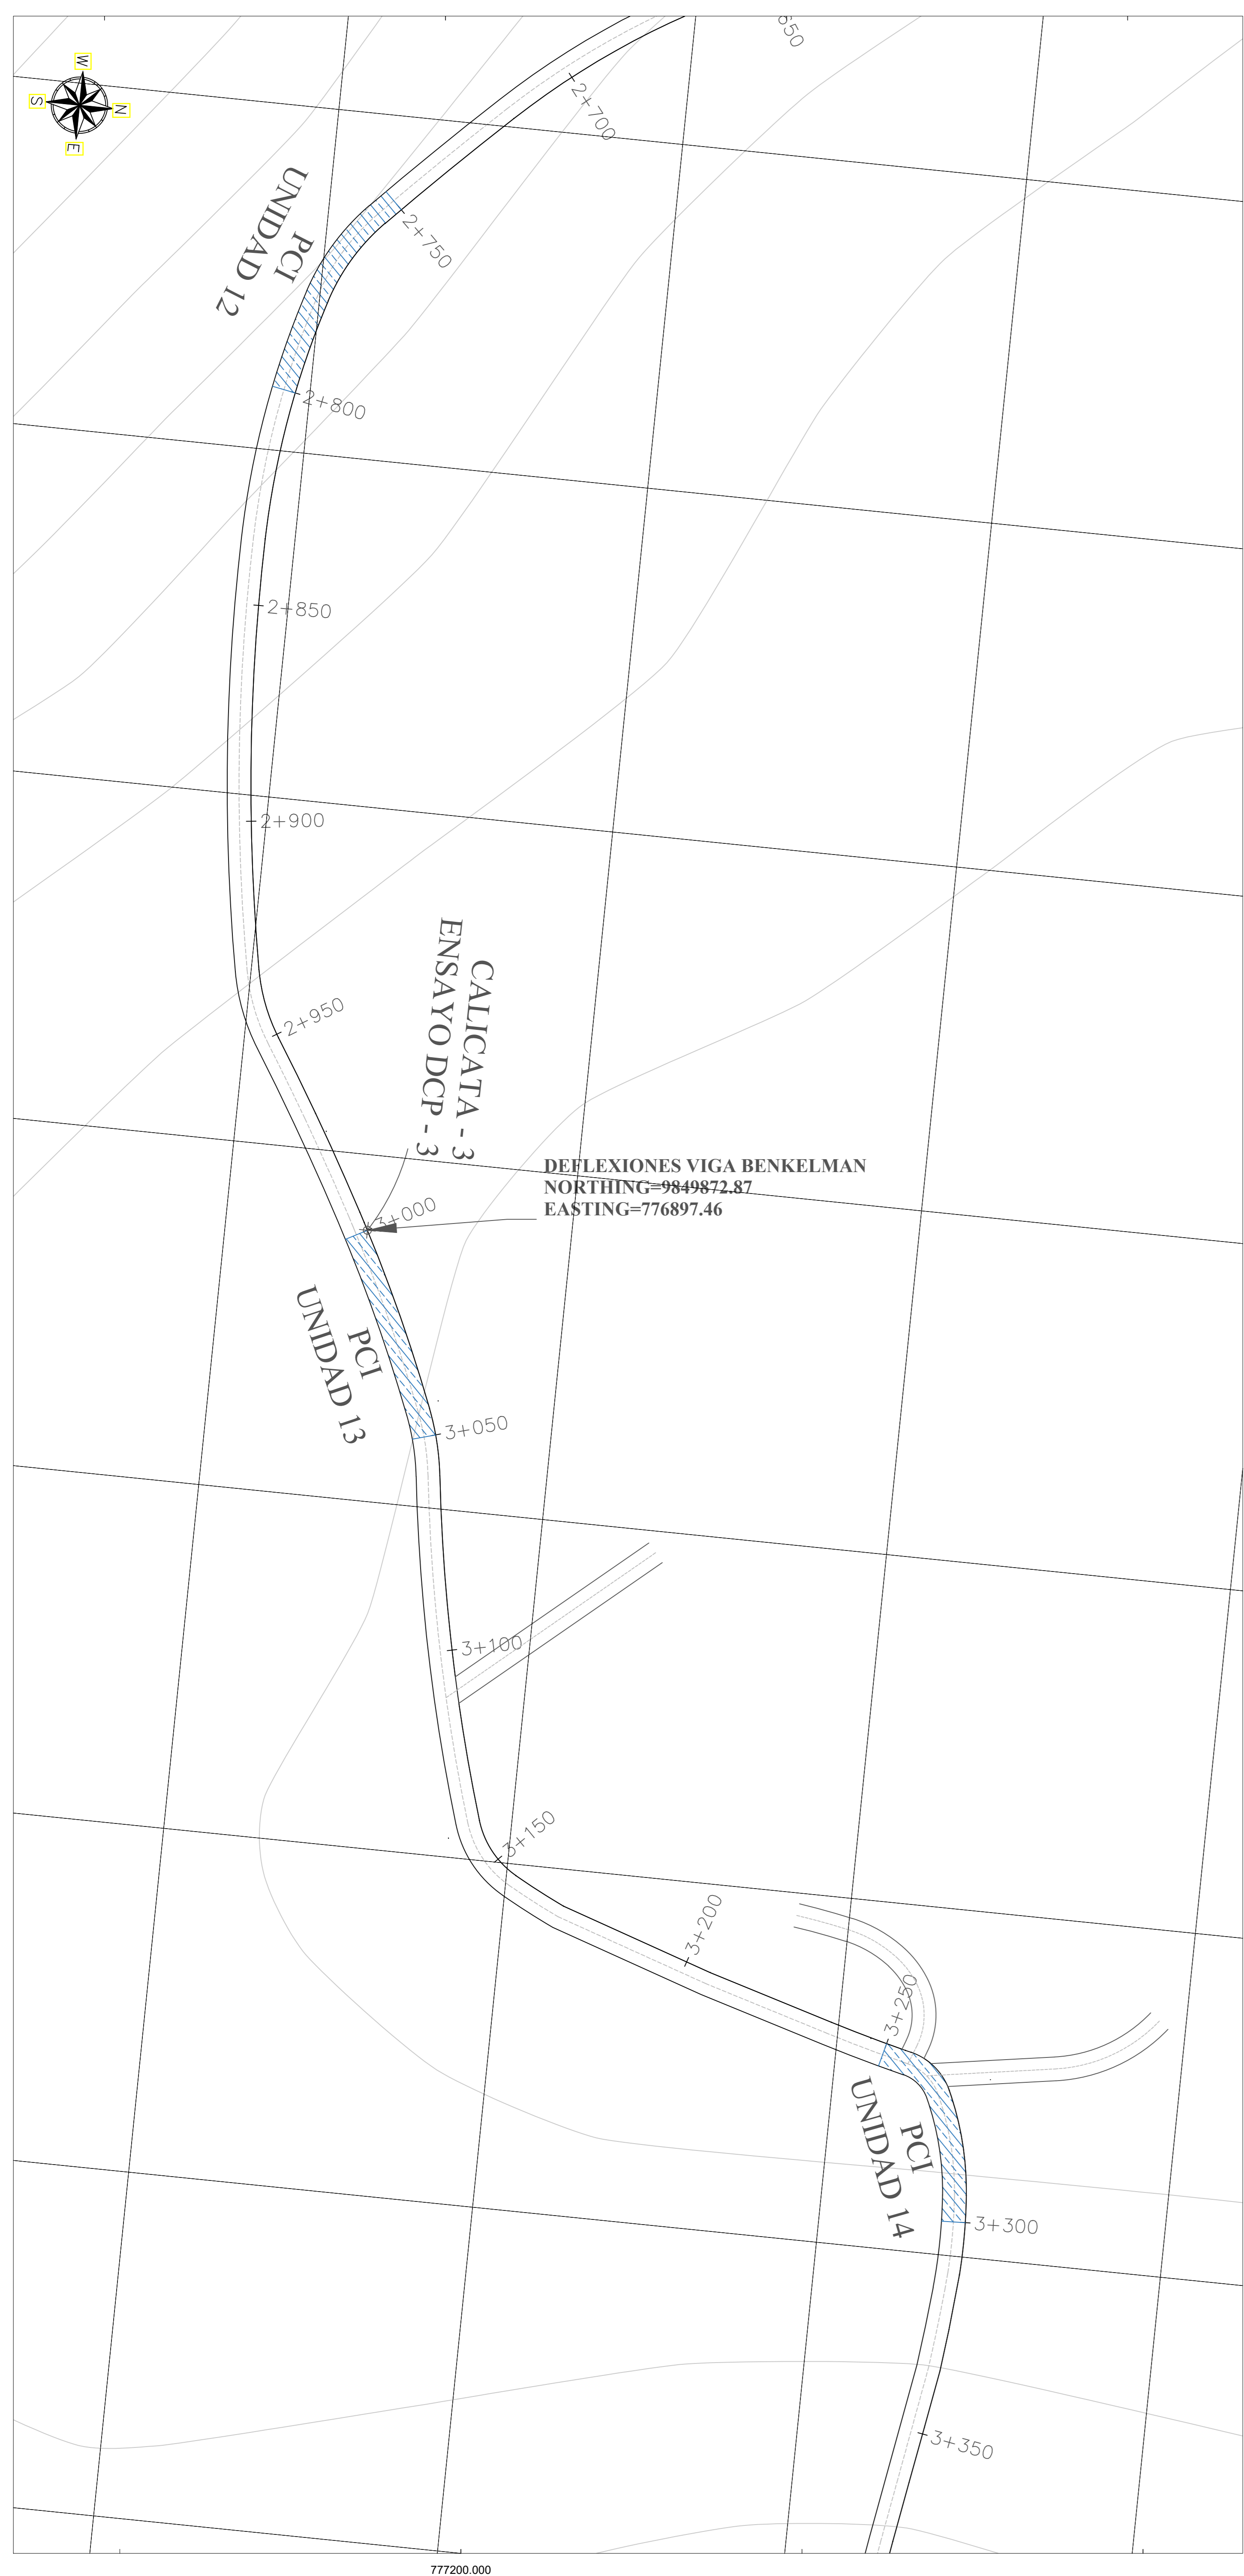 W
S
N
E
650
2+700
2+750
PCI
UNIDAD 12
2+800
2+850
2+900
2+950
CALICATA - 3
ENSAYO DCP - 3
DEFLEXIONES VIGA BENKELMAN
NORTHING=9849872.87
EASTING=776897.46
3+000
PCI
UNIDAD 13
3+050
3+100
3+150
3+200
3+250
PCI
UNIDAD 14
3+300
3+350
777200.000